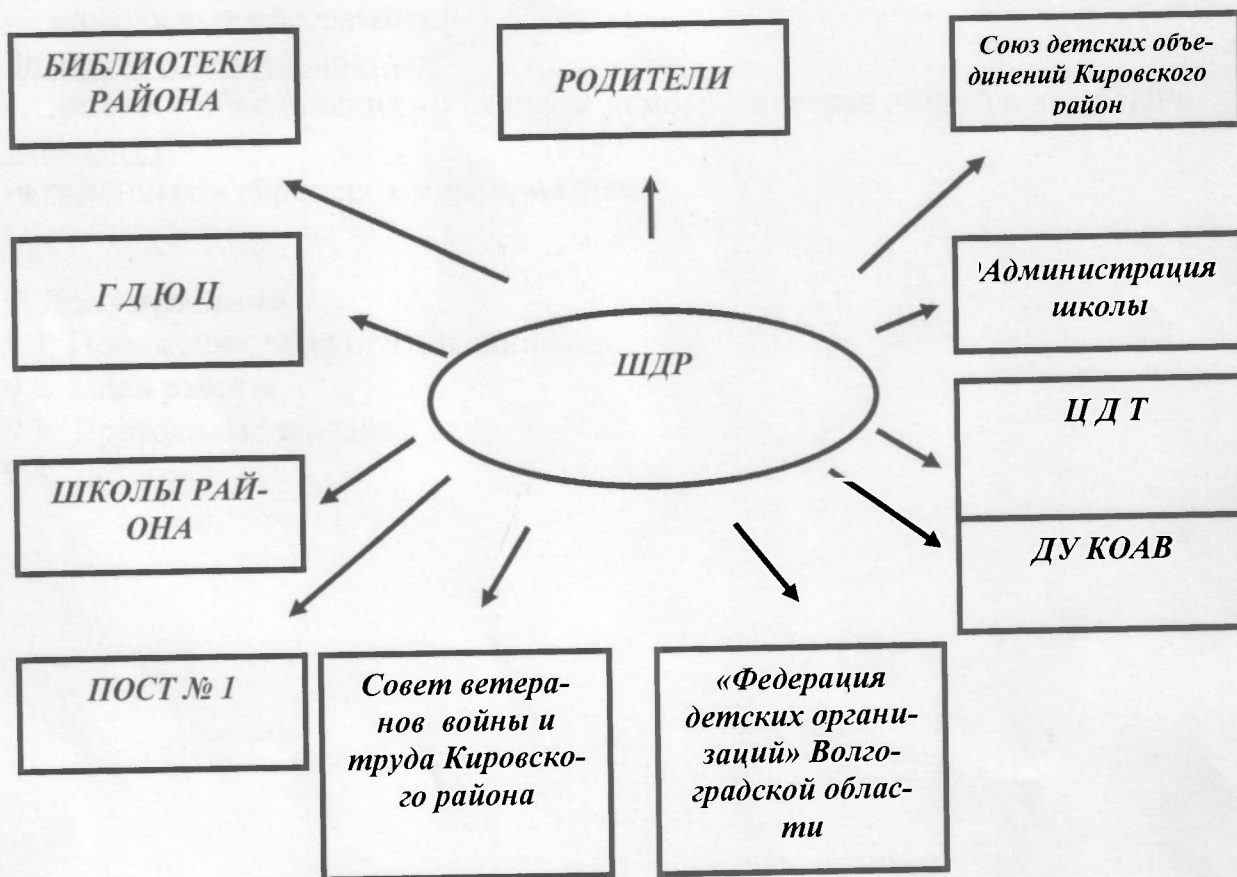 БИБЛИОТЕКИ
РАЙОНА
РОДИТЕЛИ
Союз детских объе-
динений Кировского
район
Г Д Ю Ц
Администрация
школы
ШДР
Ц Д Т
ШКОЛЫ РАЙ-
ОНА
ДУ КОАВ
ПОСТ № 1
Совет ветера-
нов войны и
труда Кировско-
го района
«Федерация
детских органи-
заций» Волго-
градской облас-
ти